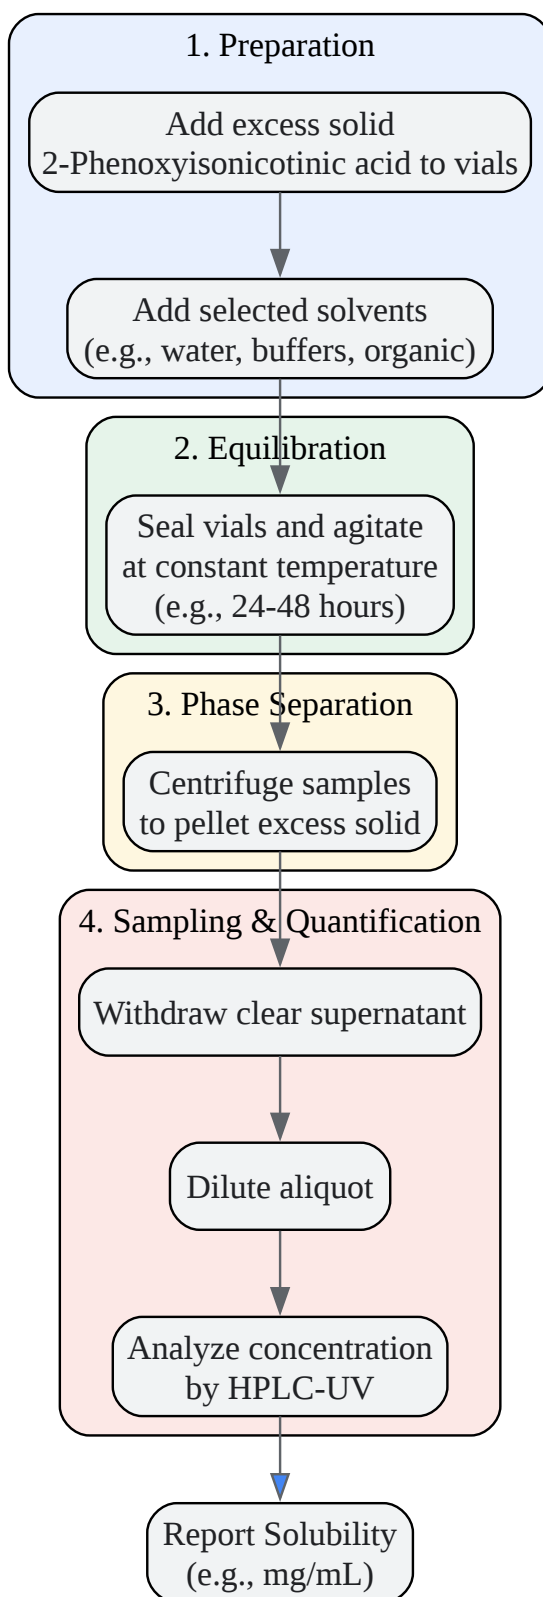 1. Preparation
Add excess solid
2-Phenoxyisonicotinic acid to vials
Add selected solvents
(e.g., water, buffers, organic)
2. Equilibration
Seal vials and agitate
at constant temperature
(e.g., 24-48 hours)
3. Phase Separation
Centrifuge samples
to pellet excess solid
4. Sampling & Quantification
Withdraw clear supernatant
Dilute aliquot
Analyze concentration
by HPLC-UV
Report Solubility
(e.g., mg/mL)